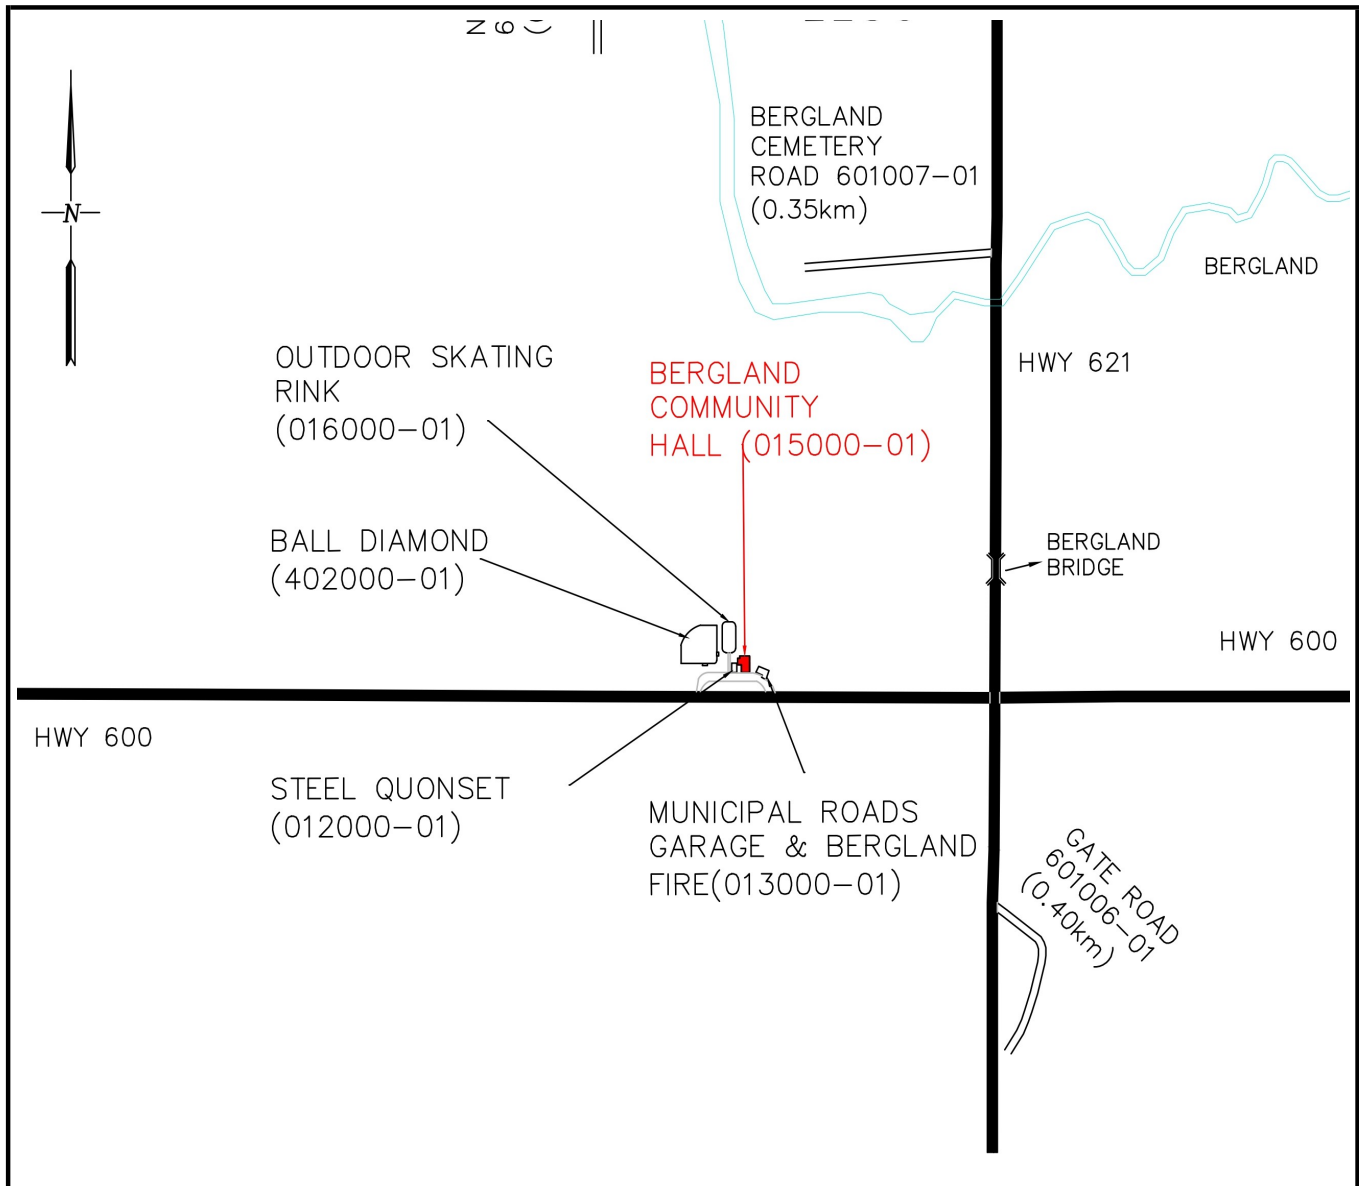 N
BERGLAND
CEMETERY
ROAD 601007-01
(0.35km)
BERGLAND
HWY 621
OUTDOOR SKATING
RINK
(016000-01)
BERGLAND
COMMUNITY
HALL (015000-01)
BALL DIAMOND
(402000-01)
BERGLAND
BRIDGE
HWY 600
HWY 600
STEEL QUONSET
(012000-01)
MUNICIPAL ROADS
GARAGE & BERGLAND
FIRE(013000-01)
GATE ROAD
601006-01
(0.40km)